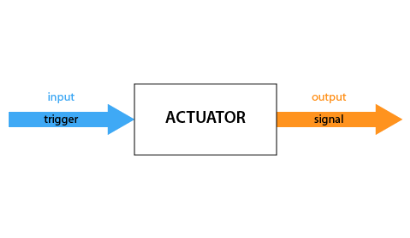 input
trigger
ACTUATOR
output
signal